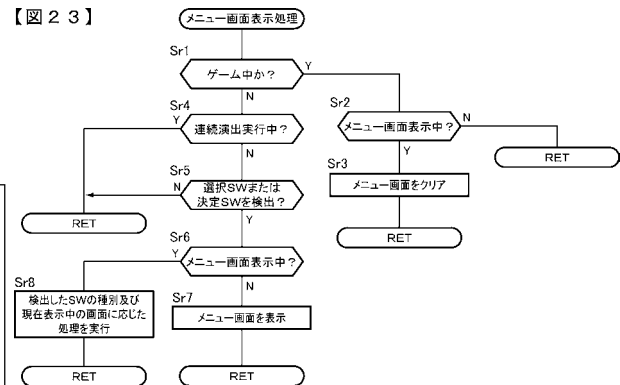 【図２３】
メニュー画面表示処理
Sr1
ゲーム中か？
Y
N
Sr4
Sr2
Y
連続演出実行中？
メニュー画面表示中？
N
N
Y
Sr5
Sr3
RET
N
選択SWまたは
決定SWを検出？
メニュー画面をクリア
RET
Y
RET
Sr6
Y
メニュー画面表示中？
Sr8
N
Sr7
検出したSWの種別及び
現在表示中の画面に応じた
処理を実行
メニュー画面を表示
RET
RET